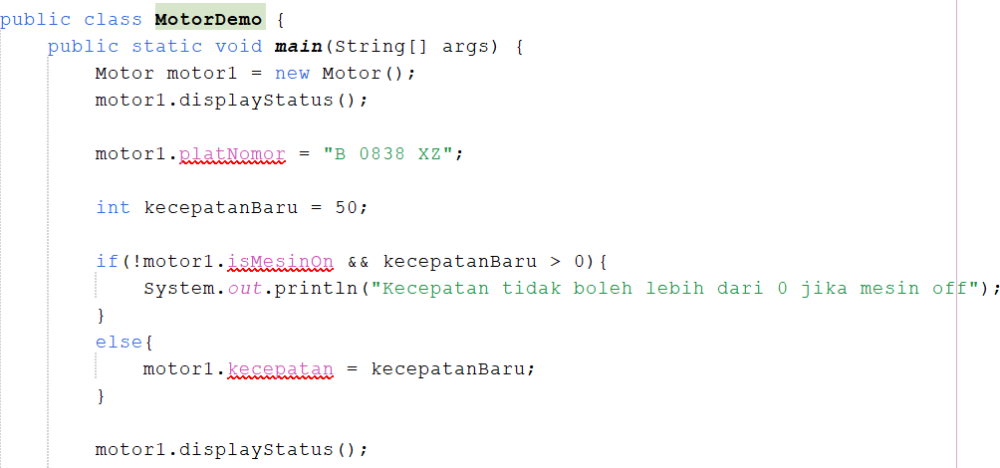 public class MotorDemo {
public static void main(String[] args) {
Motor motor1 = new Motor();
motor1.displayStatus();
motor1.platNomor = "B 0838 XZ";
int kecepatanBaru = 50;
if(!motor1.isMesinOn && kecepatanBaru > 0){
System.out.println("Kecepatan tidak boleh lebih dari 0 jika mesin off");
}
else{
motor1.kecepatan = kecepatanBaru;
}
motor1.displayStatus();